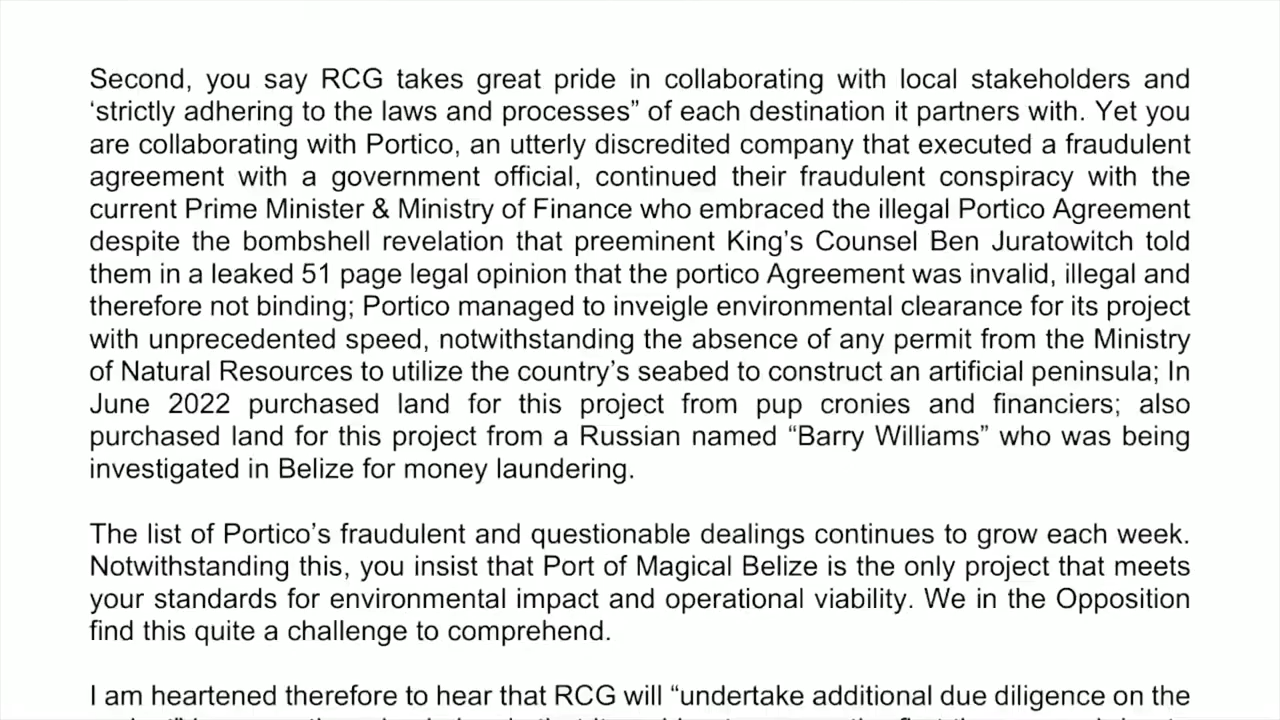 Second, you say RCG takes great pride in collaborating with local stakeholders and
‘strictly adhering to the laws and processes” of each destination it partners with. Yet you
are collaborating with Portico, an utterly discredited company that executed a fraudulent
agreement with a government official, continued their fraudulent conspiracy with the
current Prime Minister & Ministry of Finance who embraced the illegal Portico Agreement
despite the bombshell revelation that preeminent King’s Counsel Ben Juratowitch told
them in a leaked 51 page legal opinion that the portico Agreement was invalid, illegal and
therefore not binding; Portico managed to inveigle environmental clearance for its project
with unprecedented speed, notwithstanding the absence of any permit from the Ministry
of Natural Resources to utilize the country’s seabed to construct an artificial peninsula; In
June 2022 purchased land for this project from pup cronies and financiers; also
purchased land for this project from a Russian named “Barry Williams” who was being
investigated in Belize for money laundering.
The list of Portico’s fraudulent and questionable dealings continues to grow each week.
Notwithstanding this, you insist that Port of Magical Belize is the only project that meets
your standards for environmental impact and operational viability. We in the Opposition
find this quite a challenge to comprehend.
I am heartened therefore to hear that RCG will “undertake additional due diligence on the